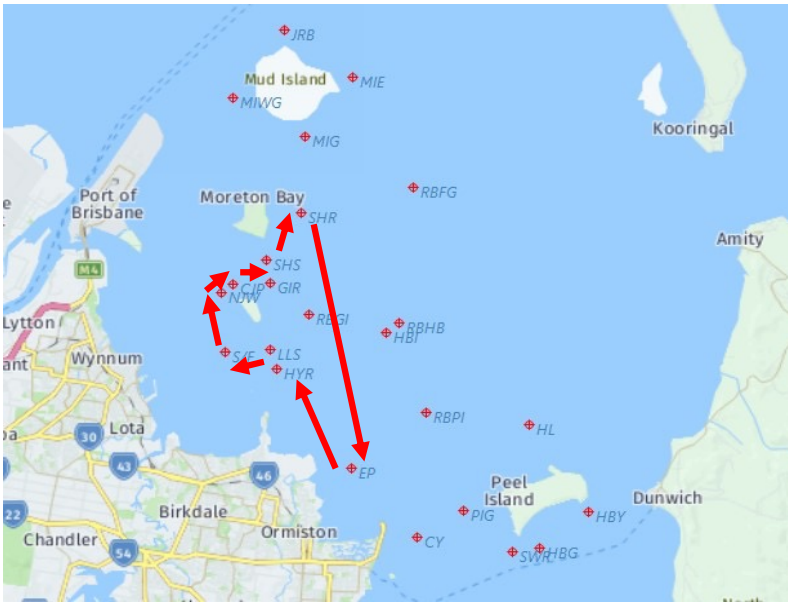 JRB
Mud Island
MIE
MIWG
Kooringal
MIG
Port of
Brisbane
Moreton Bay
RBFG
SHR
Amity
M4
SHS
CJP
GIR
NJW
Lytton
RBGI
RBHB
HBI
Wynnum
S/F
LLS
HYR
RBPI
HL
Lota
30
43
46
EP
Peel
Island
Dunwich
22
Birkdale
PIG
HBY
Ormiston
Chandler
CY
54
SWR
HBG